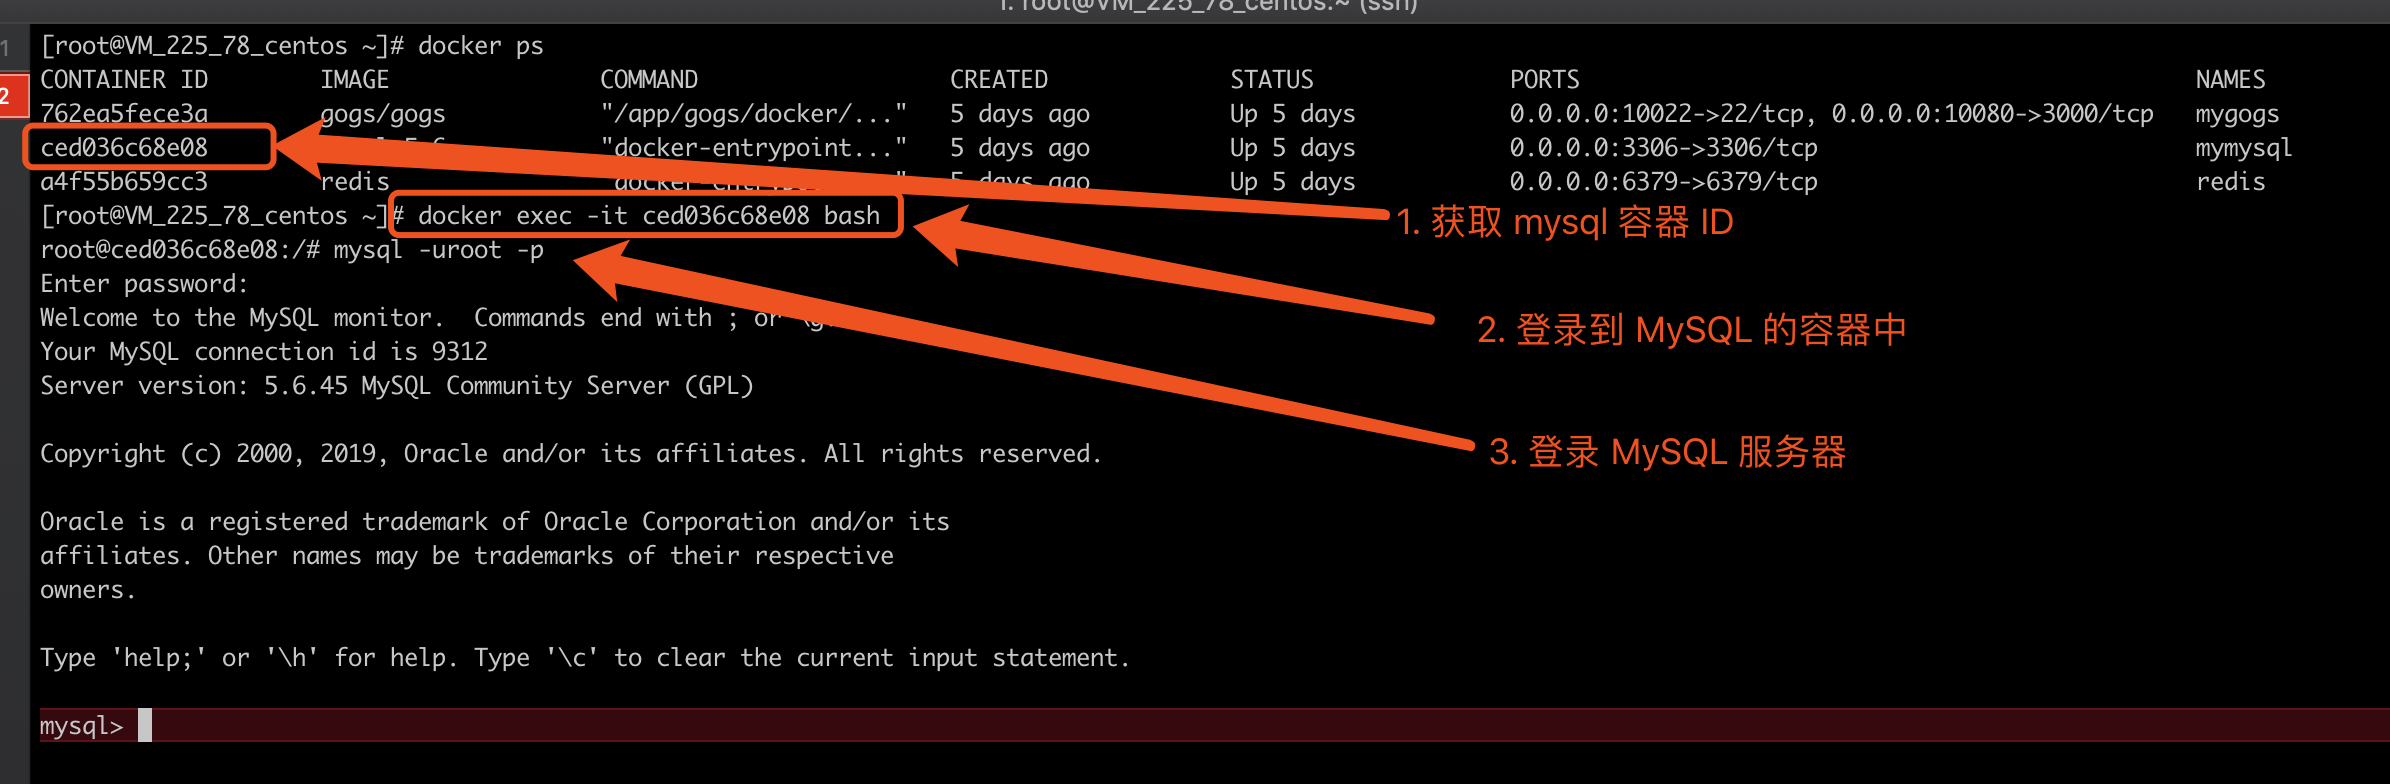 1. root@VM_225_78_centos:~ (ssh)
1
[root@VM_225_78_centos ~]# docker ps
CONTAINER ID IMAGE COMMAND CREATED STATUS PORTS NAMES
2
762ea5fece3a gogs/gogs "/app/gogs/docker/..." 5 days ago Up 5 days 0.0.0.0:10022->22/tcp, 0.0.0.0:10080->3000/tcp mygogs
ced036c68e08 "docker-entrypoint..." 5 days ago Up 5 days 0.0.0.0:3306->3306/tcp mymysql
a4f55b659cc3 redis 5 days ago Up 5 days 0.0.0.0:6379->6379/tcp redis
[root@VM_225_78_centos ~]# docker exec -it ced036c68e08 bash
1. 获取 mysql 容器 ID
root@ced036c68e08:/# mysql -uroot -p
Enter password:
Welcome to the MySQL monitor. Commands end with ; or \g.
2. 登录到 MySQL 的容器中
Your MySQL connection id is 9312
Server version: 5.6.45 MySQL Community Server (GPL)
Copyright (c) 2000, 2019, Oracle and/or its affiliates. All rights reserved.
3. 登录 MySQL 服务器
Oracle is a registered trademark of Oracle Corporation and/or its
affiliates. Other names may be trademarks of their respective
owners.
Type 'help;' or '\h' for help. Type '\c' to clear the current input statement.
mysql>